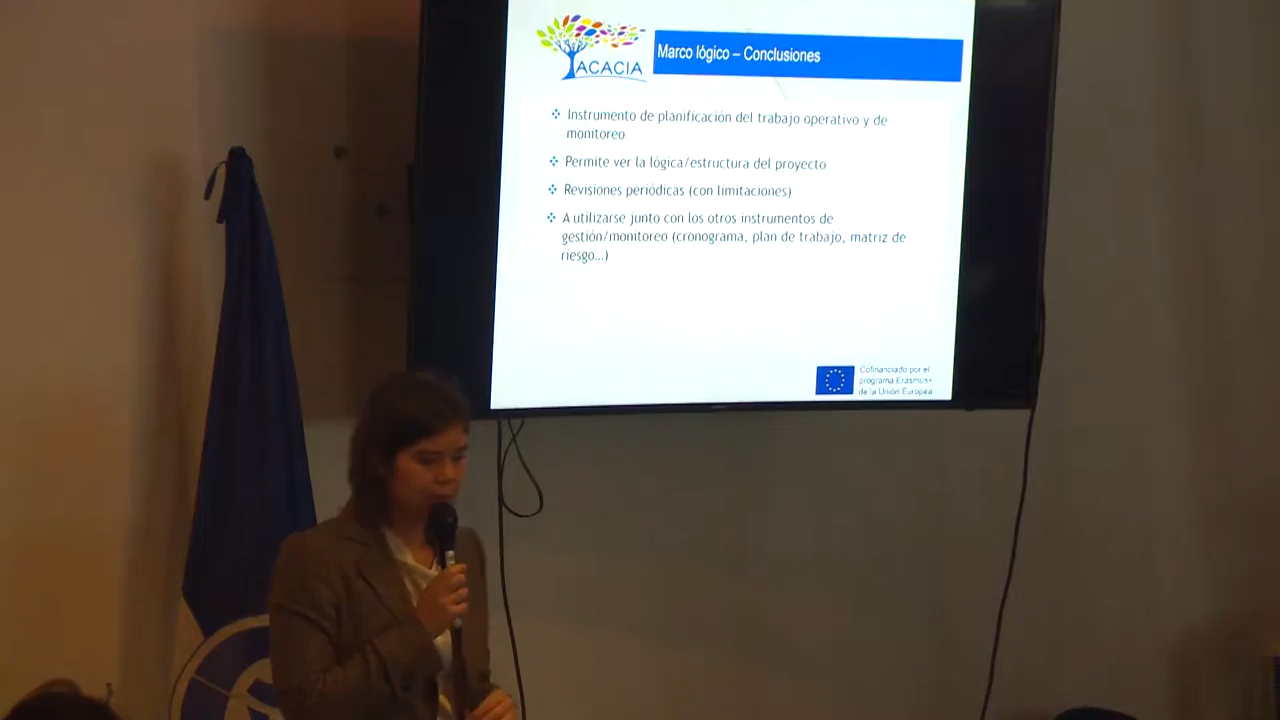 ACACIA
Marco lógico – Conclusiones
Instrumento de planificación del trabajo operativo y de
monitoreo
Permite ver la lógica/estructura del proyecto
Revisiones periódicas (con limitaciones)
A utilizarse junto con los otros instrumentos de
gestión/monitoreo (cronograma, plan de trabajo, matriz de
riesgo...)
Cofinanciado por el
programa Erasmus+
de la Unión Europea